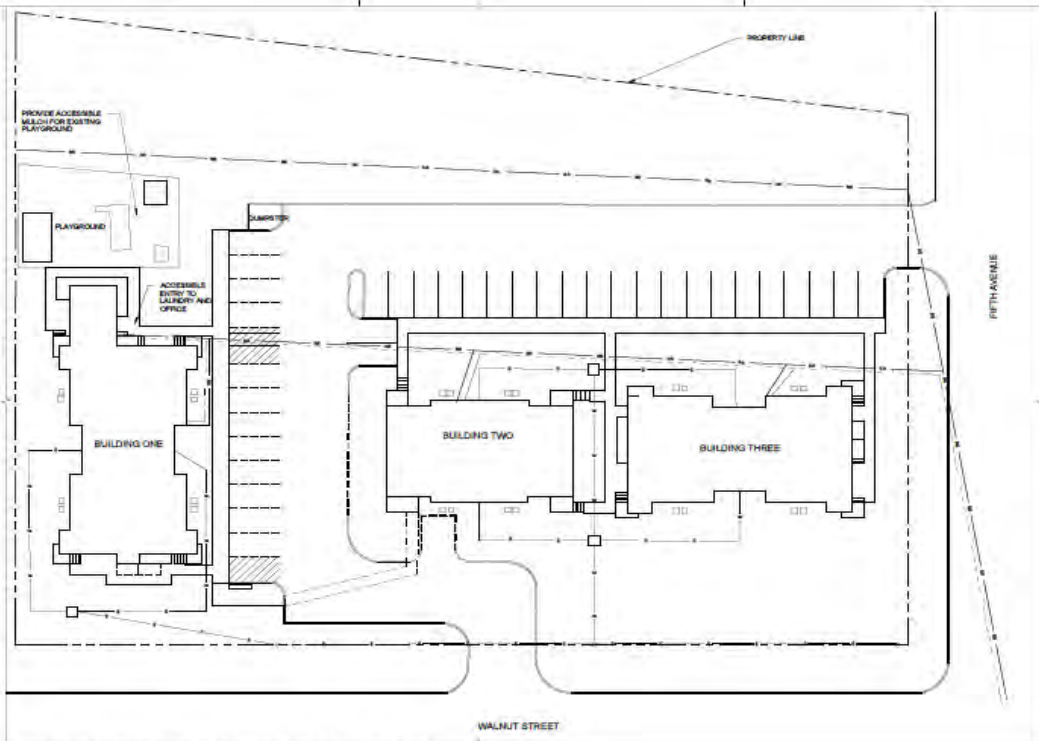 PROPERTY LINE
PROVIDE ACCESSIBLE
MULCH FOR EXISTING
PLAYGROUND
PLAYGROUND
DUMPSTER
FIFTH AVENUE
ACCESSIBLE
ENTRY TO
LAUNDRY AND
OFFICE
BUILDING ONE
BUILDING TWO
BUILDING THREE
WALNUT STREET